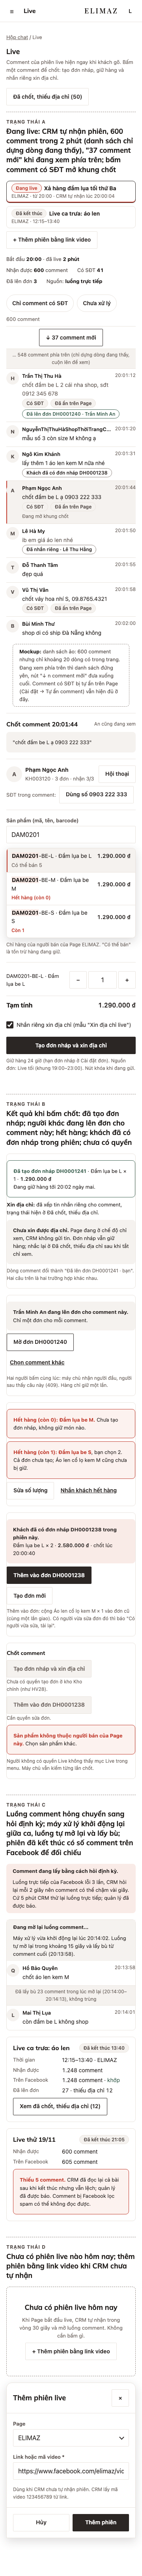 ≡ Live ELIMAZ L
Hộp chat / Live
Live
Comment của phiên live hiện ngay khi khách gõ. Bấm một comment để chốt: tạo đơn nháp, giữ hàng và nhắn riêng xin địa chỉ.
Đã chốt, thiếu địa chỉ (50)
TRẠNG THÁI A
Đang live: CRM tự nhận phiên, 600 comment trong 2 phút (danh sách chỉ dựng dòng đang thấy), "37 comment mới" khi đang xem phía trên; bấm comment có SĐT mở khung chốt
Đang live Xả hàng đầm lụa tối thứ Ba
ELIMAZ · từ 20:00 · CRM tự nhận lúc 20:00:04
Đã kết thúc Live ca trưa: áo len
ELIMAZ · 12:15–13:40
+ Thêm phiên bằng link video
Bắt đầu 20:00 · đã live 2 phút
Nhận được 600 comment Có SĐT 41
Đã lên đơn 3 Nguồn: luồng trực tiếp
Chỉ comment có SĐT Chưa xử lý
600 comment
↓ 37 comment mới
… 548 comment phía trên (chỉ dựng dòng đang thấy, cuộn lên để xem)
H Trần Thị Thu Hà 20:01:12
chốt đầm be L 2 cái nha shop, sđt 0912 345 678
Có SĐT Đã ẩn trên Page
Đã lên đơn DH0001240 · Trần Minh An
N NguyễnThịThuHàShopThờiTrangC… 20:01:20
mẫu số 3 còn size M không ạ
K Ngô Kim Khánh 20:01:31
lấy thêm 1 áo len kem M nữa nhé
Khách đã có đơn nháp DH0001238
A Phạm Ngọc Anh 20:01:44
chốt đầm be L ạ 0903 222 333
Có SĐT Đã ẩn trên Page
Đang mở khung chốt
M Lê Hà My 20:01:50
Ib em giá áo len nhé
Đã nhắn riêng · Lê Thu Hằng
T Đỗ Thanh Tâm 20:01:55
đẹp quá
V Vũ Thị Vân 20:01:58
chốt váy hoa nhí S, 09.8765.4321
Có SĐT Đã ẩn trên Page
B Bùi Minh Thư 20:02:00
shop ơi có ship Đà Nẵng không
Mockup: danh sách ảo: 600 comment nhưng chỉ khoảng 20 dòng có trong trang. Đang xem phía trên thì danh sách đứng yên, nút "↓ n comment mới" đưa xuống cuối. Comment có SĐT bị tự ẩn trên Page (Cài đặt → Tự ẩn comment) vẫn hiện đủ ở đây.
Chốt comment 20:01:44 An cũng đang xem
"chốt đầm be L ạ 0903 222 333"
A Phạm Ngọc Anh
KH003120 · 3 đơn · nhận 3/3
Hội thoại
SĐT trong comment: Dùng số 0903 222 333
Sản phẩm (mã, tên, barcode)
DAM0201
DAM0201-BE-L · Đầm lụa be L 1.290.000 đ
Có thể bán 5
DAM0201-BE-M · Đầm lụa be M 1.290.000 đ
Hết hàng (còn 0)
DAM0201-BE-S · Đầm lụa be S 1.290.000 đ
Còn 1
Chỉ hàng của người bán của Page ELIMAZ. "Có thể bán" là tồn trừ hàng đang giữ.
DAM0201-BE-L · Đầm lụa be L − 1 +
Tạm tính 1.290.000 đ
Nhắn riêng xin địa chỉ (mẫu "Xin địa chỉ live")
Tạo đơn nháp và xin địa chỉ
Giữ hàng 24 giờ (hạn đơn nháp ở Cài đặt đơn). Nguồn đơn: Live tối (khung 19:00–23:00). Nút khóa khi đang gửi.
TRẠNG THÁI B
Kết quả khi bấm chốt: đã tạo đơn nháp; người khác đang lên đơn cho comment này; hết hàng; khách đã có đơn nháp trong phiên; chưa có quyền
Đã tạo đơn nháp DH0001241 · Đầm lụa be L × 1 · 1.290.000 đ
Đang giữ hàng tới 20:02 ngày mai.
Xin địa chỉ: đã xếp tin nhắn riêng cho comment, trạng thái hiện ở Đã chốt, thiếu địa chỉ.
Chưa xin được địa chỉ. Page đang ở chế độ chỉ xem, CRM không gửi tin. Đơn nháp vẫn giữ hàng; nhắc lại ở Đã chốt, thiếu địa chỉ sau khi tắt chỉ xem.
Dòng comment đổi thành "Đã lên đơn DH0001241 · bạn". Hai câu trên là hai trường hợp khác nhau.
Trần Minh An đang lên đơn cho comment này. Chỉ một đơn cho mỗi comment.
Mở đơn DH0001240
Chọn comment khác
Hai người bấm cùng lúc: máy chủ nhận người đầu, người sau thấy câu này (409). Hàng chỉ giữ một lần.
Hết hàng (còn 0): Đầm lụa be M. Chưa tạo đơn nháp, không giữ món nào.
Hết hàng (còn 1): Đầm lụa be S, bạn chọn 2. Cả đơn chưa tạo; Áo len cổ lọ kem M cũng chưa bị giữ.
Sửa số lượng Nhắn khách hết hàng
Khách đã có đơn nháp DH0001238 trong phiên này.
Đầm lụa be L × 2 · 2.580.000 đ · chốt lúc 20:00:40
Thêm vào đơn DH0001238
Tạo đơn mới
Thêm vào đơn: cộng Áo len cổ lọ kem M × 1 vào đơn cũ (cùng một lần đặt giao). Có người vừa sửa đơn đó thì báo "Có người vừa sửa, tải lại".
Chốt comment
Tạo đơn nháp và xin địa chỉ
Chưa có quyền tạo đơn ở kho Kho chính (như HV28).
Thêm vào đơn DH0001238
Cần quyền sửa đơn.
Sản phẩm không thuộc người bán của Page này. Chọn sản phẩm khác.
Người không có quyền Live không thấy mục Live trong menu. Máy chủ vẫn kiểm từng lần chốt.
TRẠNG THÁI C
Luồng comment hỏng chuyển sang hỏi định kỳ; máy xử lý khởi động lại giữa ca, luồng tự mở lại và lấy bù; phiên đã kết thúc có số comment trên Facebook để đối chiếu
Comment đang lấy bằng cách hỏi định kỳ.
Luồng trực tiếp của Facebook lỗi 3 lần, CRM hỏi lại mỗi 2 giây nên comment có thể chậm vài giây. Cứ 5 phút CRM thử lại luồng trực tiếp; quản lý đã được báo.
Đang mở lại luồng comment…
Máy xử lý vừa khởi động lại lúc 20:14:02. Luồng tự mở lại trong khoảng 15 giây và lấy bù từ comment cuối (20:13:58).
Q Hồ Bảo Quyên 20:13:58
chốt áo len kem M
Đã lấy bù 23 comment trong lúc mở lại (20:14:00–20:14:13), không trùng
L Mai Thị Lụa 20:14:01
còn đầm be L không shop
Live ca trưa: áo len Đã kết thúc 13:40
Thời gian 12:15–13:40 · ELIMAZ
Nhận được 1.248 comment
Trên Facebook 1.248 comment · khớp
Đã lên đơn 27 · thiếu địa chỉ 12
Xem đã chốt, thiếu địa chỉ (12)
Live thứ 19/11 Đã kết thúc 21:05
Nhận được 600 comment
Trên Facebook 605 comment
Thiếu 5 comment. CRM đã đọc lại cả bài sau khi kết thúc nhưng vẫn lệch; quản lý đã được báo. Comment bị Facebook lọc spam có thể không đọc được.
TRẠNG THÁI D
Chưa có phiên live nào hôm nay; thêm phiên bằng link video khi CRM chưa tự nhận
Chưa có phiên live hôm nay
Khi Page bắt đầu live, CRM tự nhận trong vòng 30 giây và mở luồng comment. Không cần bấm gì.
+ Thêm phiên bằng link video
Thêm phiên live ×
Page
ELIMAZ
Link hoặc mã video *
https://www.facebook.com/elimaz/vid
Dùng khi CRM chưa tự nhận phiên. CRM lấy mã video 123456789 từ link.
Hủy Thêm phiên